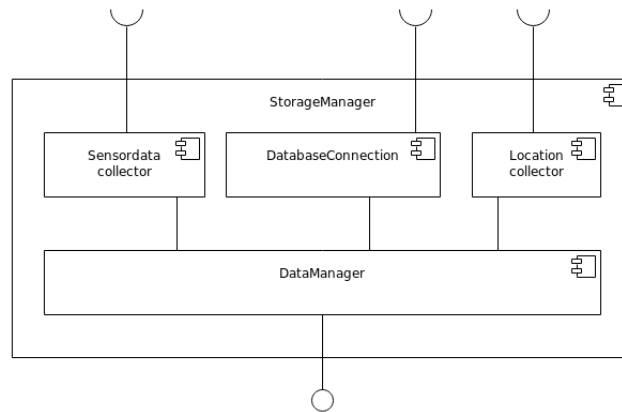 StorageManager
Sensordata
collector
DatabaseConnection
Location
collector
DataManager